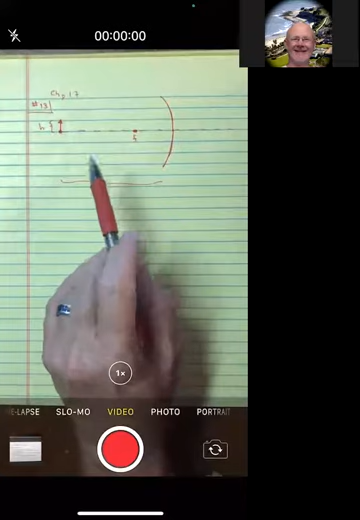 00:00:00
Ch. 17
#13
h
f
1×
E-LAPSE SLO-MO VIDEO PHOTO PORTRAIT